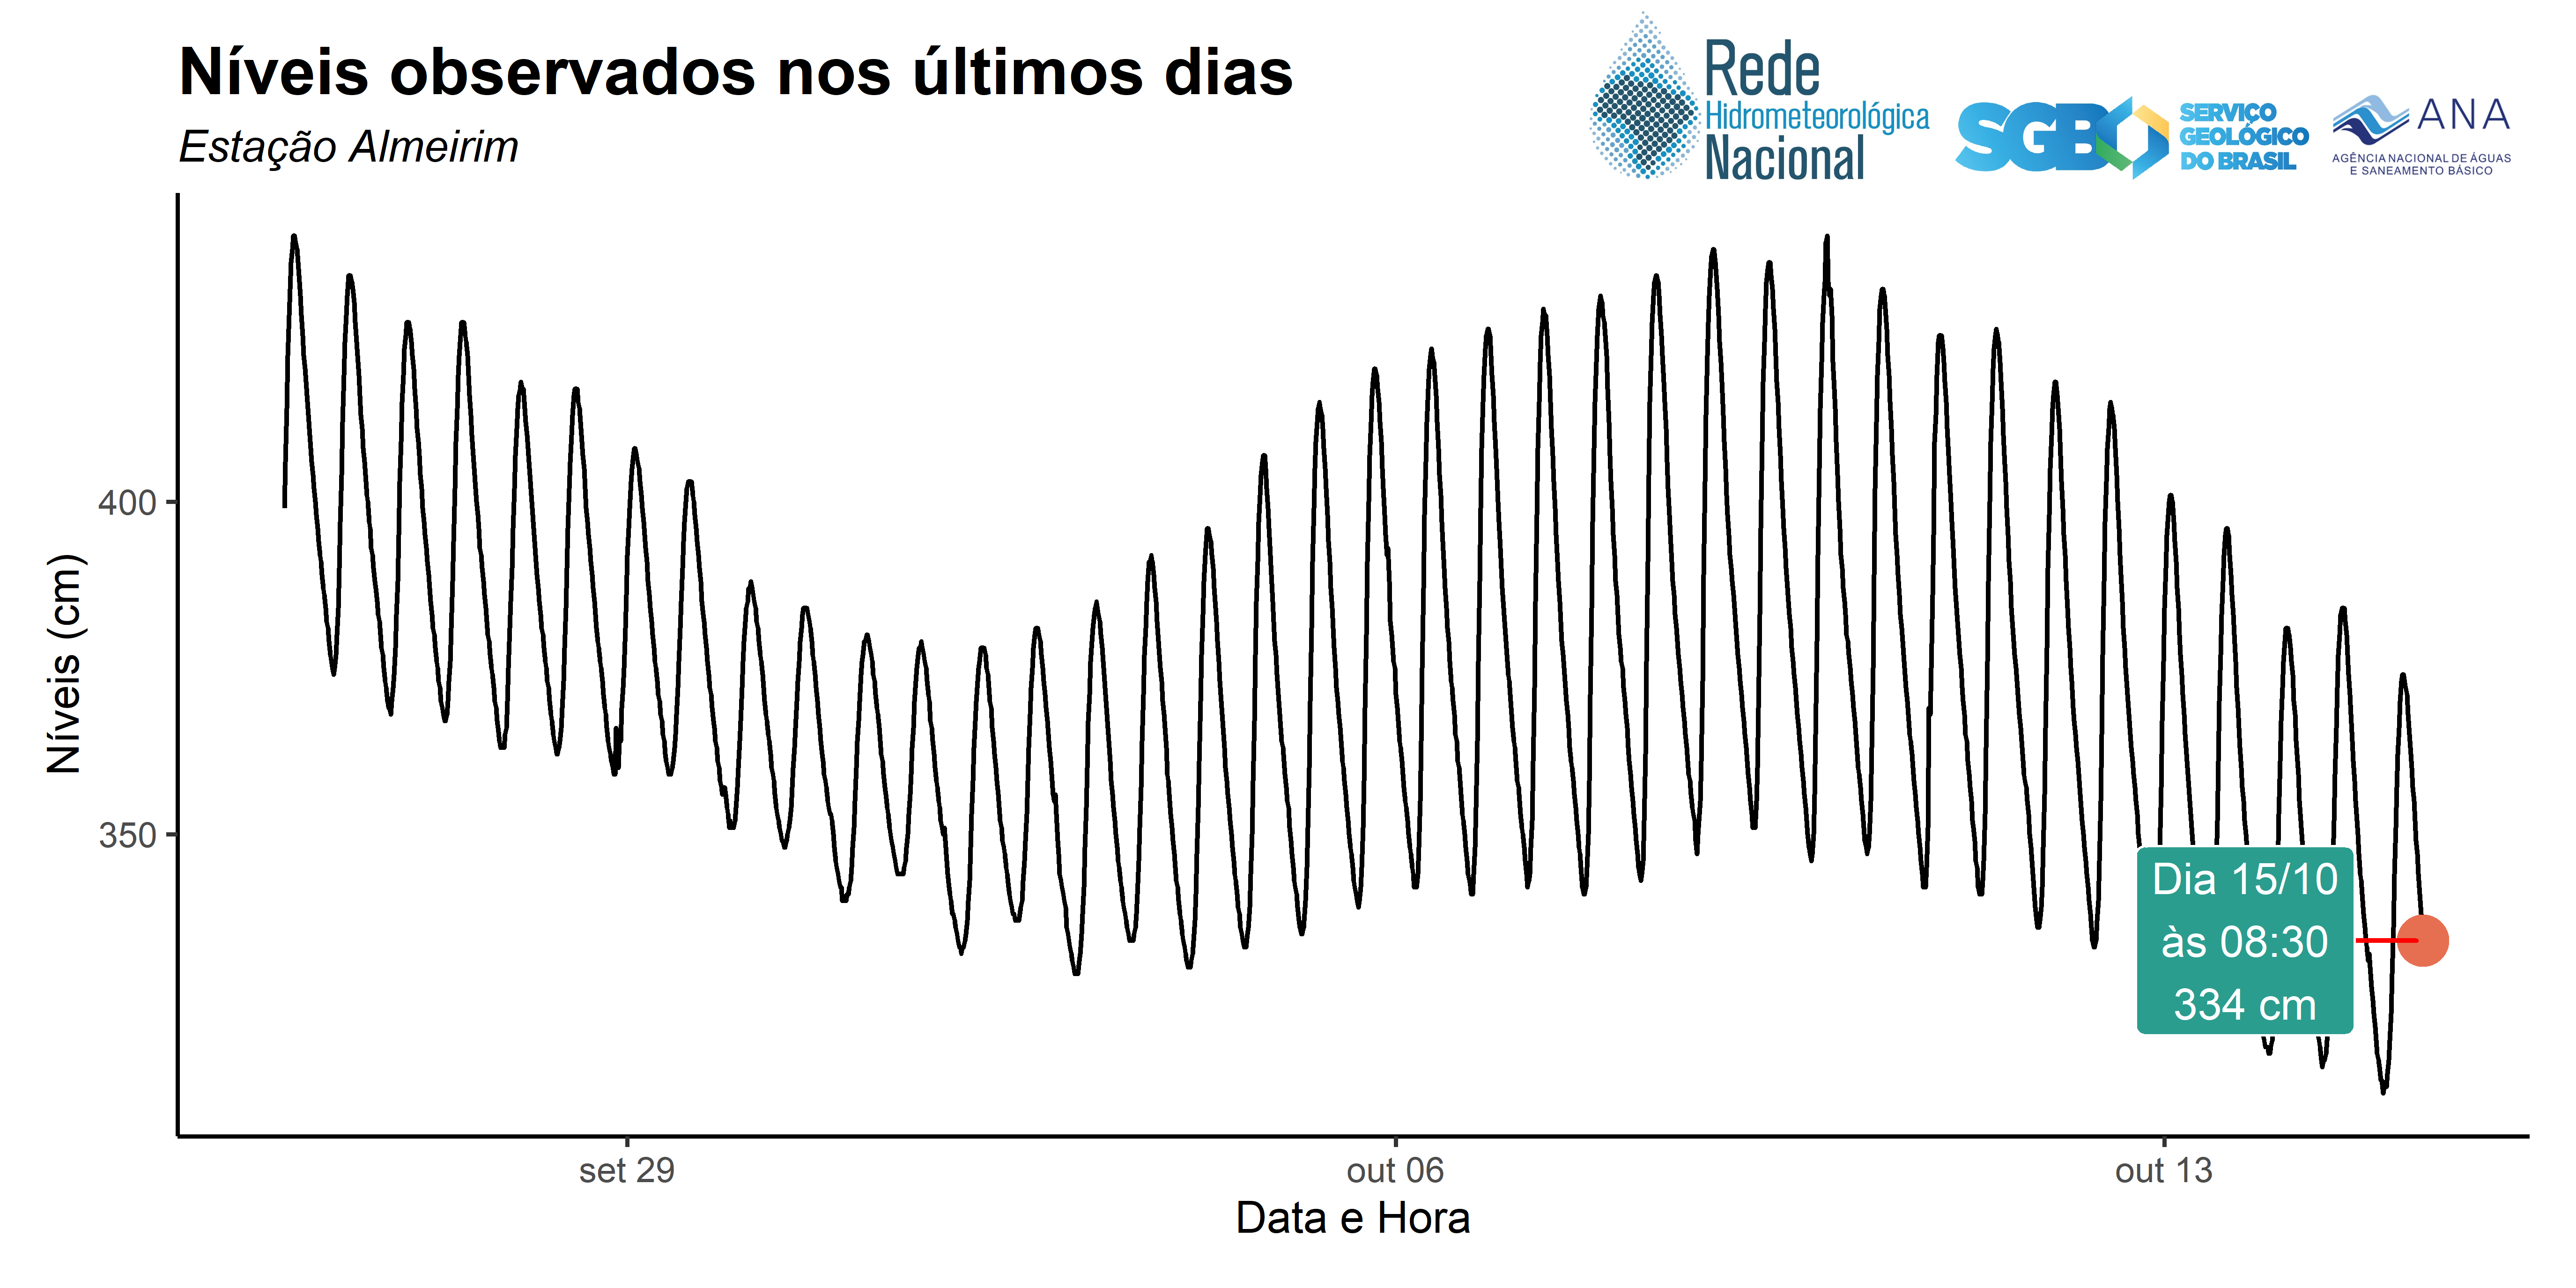 Níveis observados nos últimos dias
Estação Almeirim
Rede
Hidrometeorológica
Nacional
SGB
SERVIÇO
GEOLÓGICO
DO BRASIL
ANA
AGÊNCIA NACIONAL DE ÁGUAS
E SANEAMENTO BÁSICO
Níveis (cm)
400
350
Dia 15/10
às 08:30
334 cm
set 29
out 06
out 13
Data e Hora